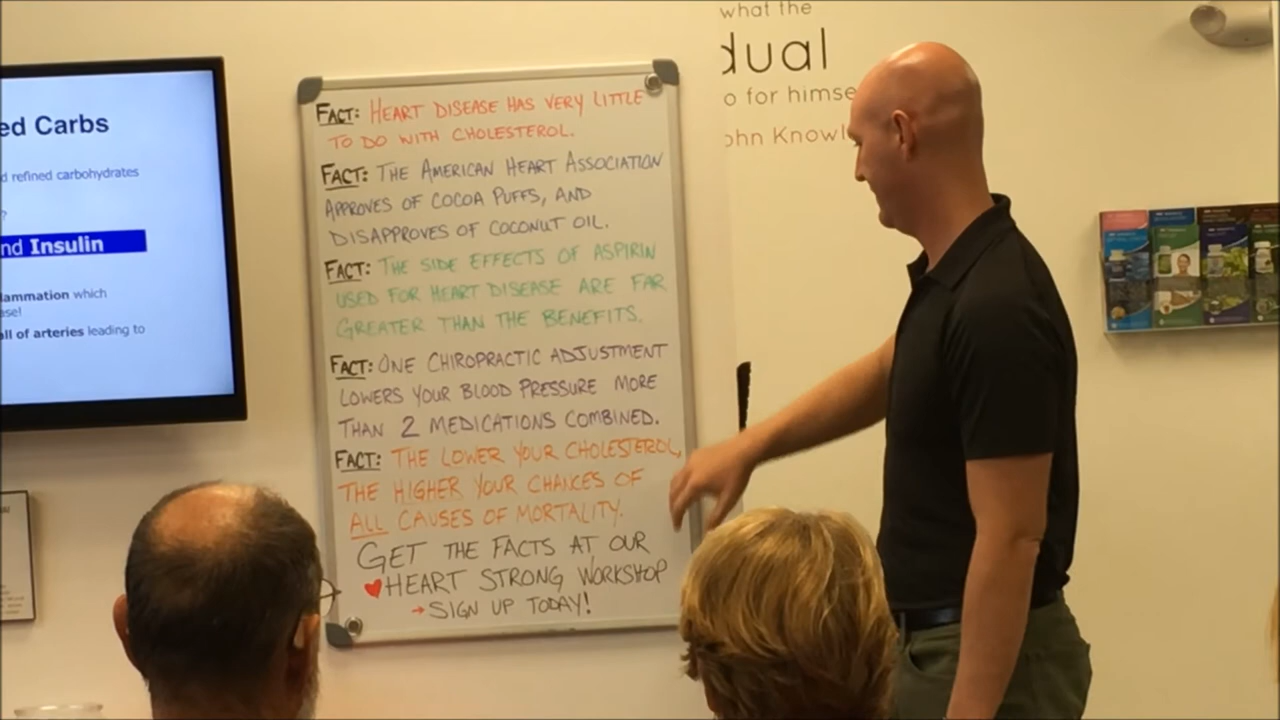 ed Carbs
d refined carbohydrates
?
nd Insulin
lammation which
ase!
all of arteries leading to
FACT: HEART DISEASE HAS VERY LITTLE
TO DO WITH CHOLESTEROL.
FACT: THE AMERICAN HEART ASSOCIATION
APPROVES OF COCOA PUFFS, AND
DISAPPROVES OF COCONUT OIL.
FACT: THE SIDE EFFECTS OF ASPIRIN
USED FOR HEART DISEASE ARE FAR
GREATER THAN THE BENEFITS.
FACT: ONE CHIROPRACTIC ADJUSTMENT
LOWERS YOUR BLOOD PRESSURE MORE
THAN 2 MEDICATIONS COMBINED.
FACT: THE LOWER YOUR CHOLESTEROL,
THE HIGHER YOUR CHANCES OF
ALL CAUSES OF MORTALITY.
GET THE FACTS AT OUR
♥HEART STRONG WORKSHOP
→SIGN UP TODAY!
what the
dual
o for himse
ohn Knowl